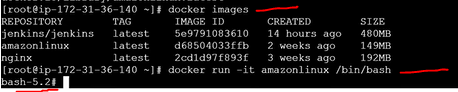 [root@ip-172-31-36-140 ~]# docker images
REPOSITORY TAG IMAGE ID CREATED SIZE
jenkins/jenkins latest 5e9791083610 14 hours ago 480MB
amazonlinux latest d68504033ffb 2 weeks ago 149MB
nginx latest 2cd1d97f893f 3 weeks ago 192MB
[root@ip-172-31-36-140 ~]# docker run -it amazonlinux /bin/bash
bash-5.2#